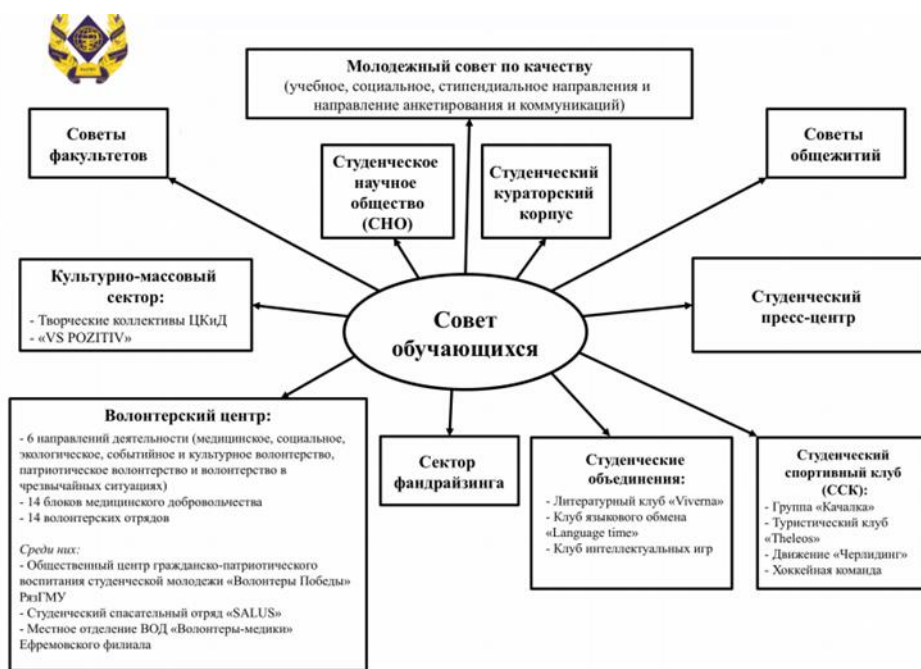 Молодежный совет по качеству
(учебное, социальное, стипендиальное направления и
направление анкетирования и коммуникаций)
Советы
факультетов
Студенческое
научное
общество
(СНО)
Студенческий
кураторский
корпус
Советы
общежитий
Культурно-массовый
сектор:
- Творческие коллективы ЦКиД
- «VS POZITIV»
Совет
обучающихся
Студенческий
пресс-центр
Волонтерский центр:
- 6 направлений деятельности (медицинское, социальное,
экологическое, событийное и культурное волонтерство,
патриотическое волонтерство и волонтерство в
чрезвычайных ситуациях)
- 14 блоков медицинского добровольчества
- 14 волонтерских отрядов
Среди них:
- Общественный центр гражданско-патриотического
воспитания студенческой молодежи «Волонтеры Победы»
РязГМУ
- Студенческий спасательный отряд «SALUS»
- Местное отделение ВОД «Волонтеры-медики»
Ефремовского филиала
Сектор
фандрайзинга
Студенческие
объединения:
- Литературный клуб «Viverna»
- Клуб языкового обмена
«Language time»
- Клуб интеллектуальных игр
Студенческий
спортивный клуб
(ССК):
- Группа «Качалка»
- Туристический клуб
«Theleos»
- Движение «Черлидинг»
- Хоккейная команда